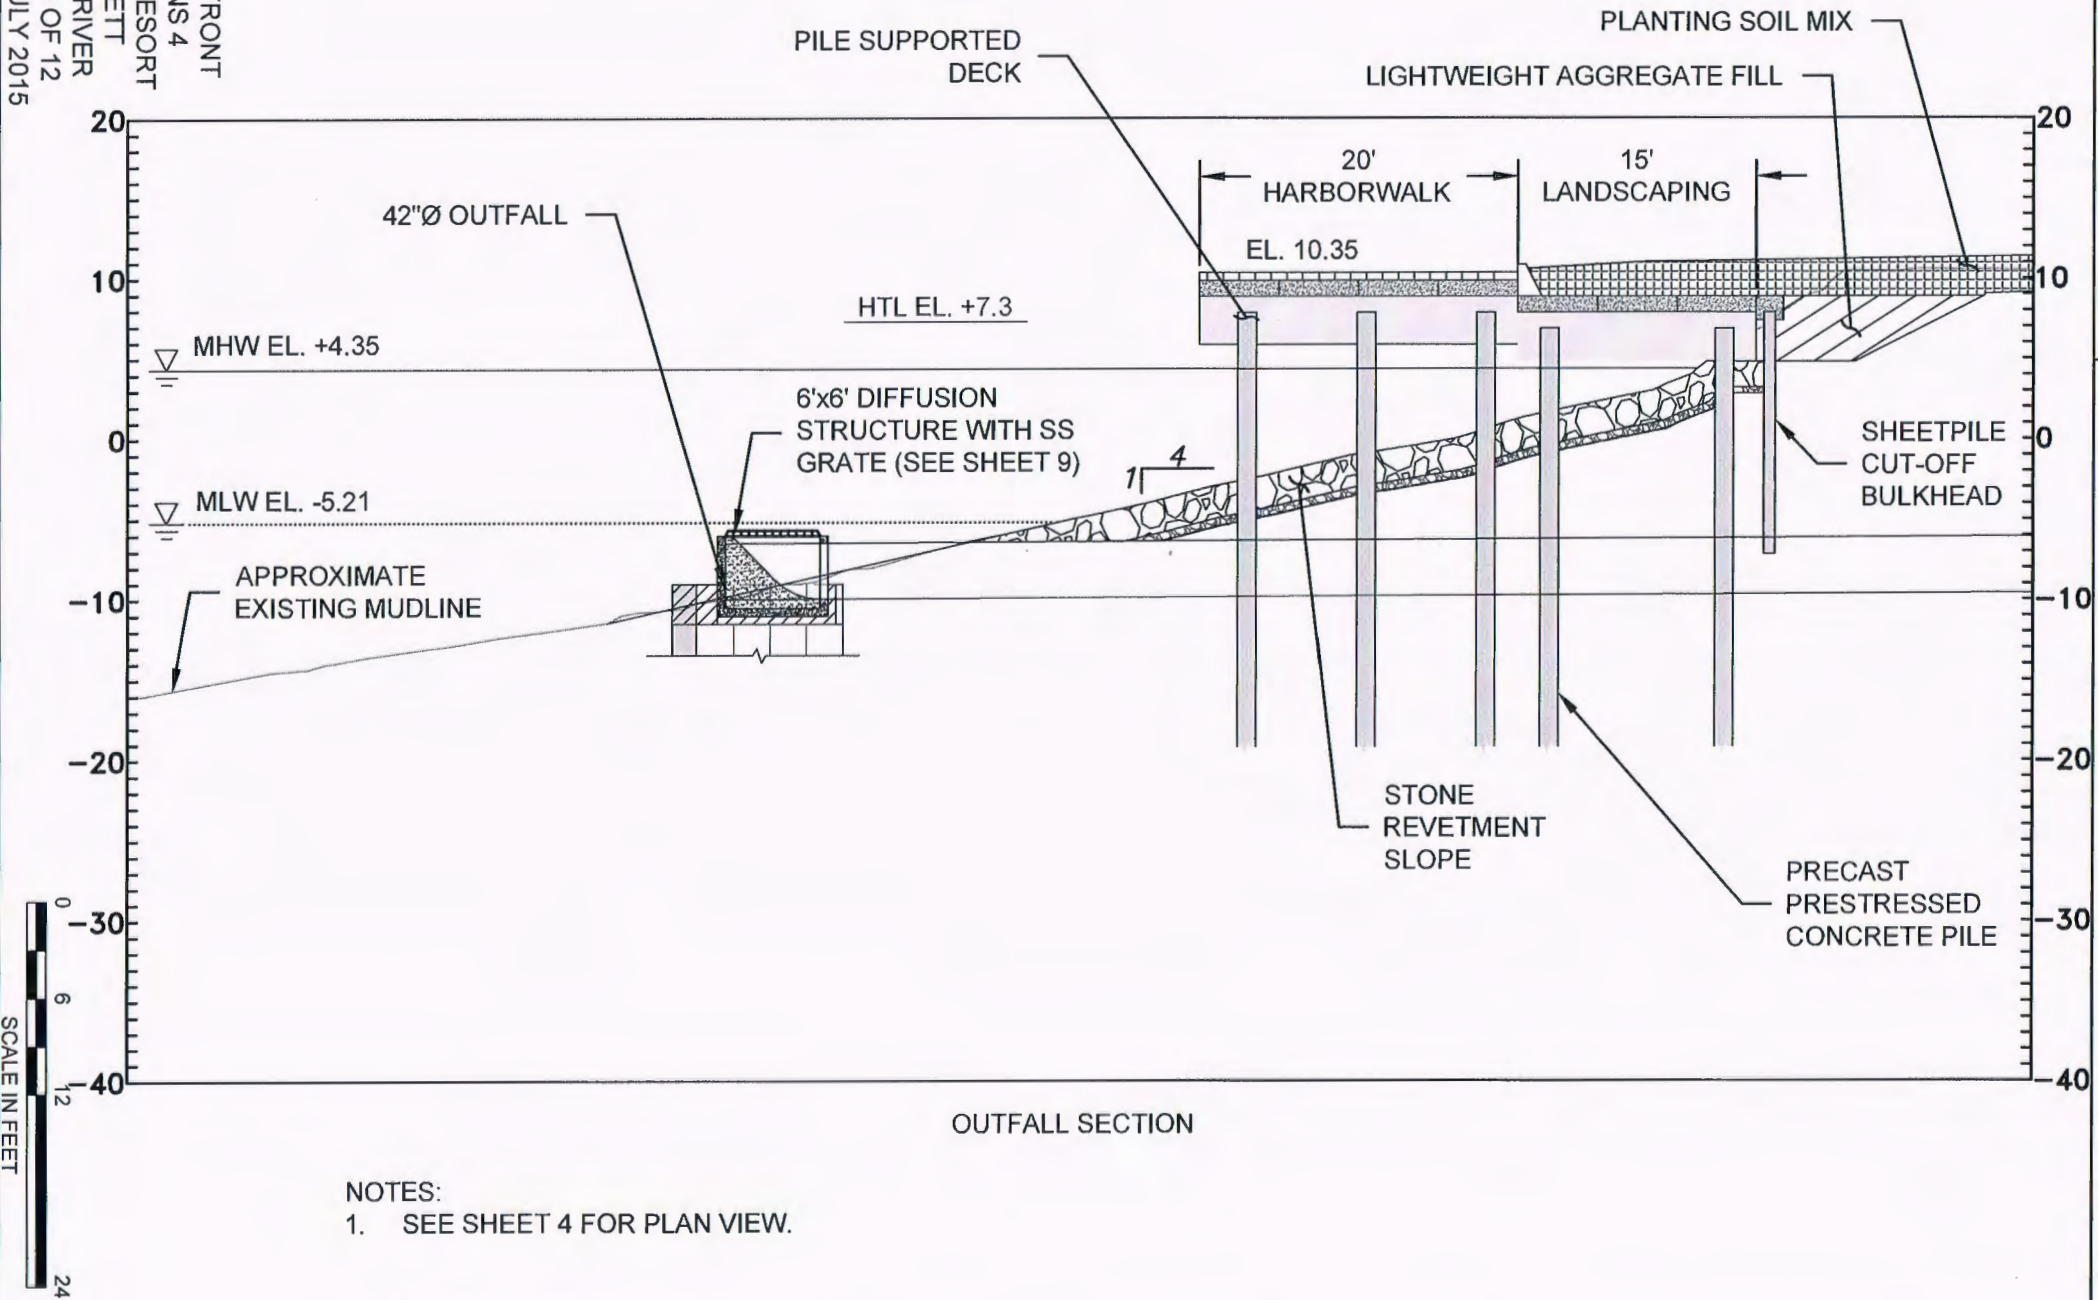 FRONT
NS 4
ESORT
ETT
RIVER
OF 12
ULY 2015
PILE SUPPORTED
DECK
PLANTING SOIL MIX
LIGHTWEIGHT AGGREGATE FILL
20
20
20'
HARBORWALK
15'
LANDSCAPING
42"Ø OUTFALL
EL. 10.35
10
10
HTL EL. +7.3
MHW EL. +4.35
6'x6' DIFFUSION
STRUCTURE WITH SS
GRATE (SEE SHEET 9)
0
0
1
4
SHEETPILE
CUT-OFF
BULKHEAD
MLW EL. -5.21
APPROXIMATE
EXISTING MUDLINE
-10
-10
-20
-20
STONE
REVETMENT
SLOPE
PRECAST
PRESTRESSED
CONCRETE PILE
-30
-30
-40
-40
0
6
12
24
SCALE IN FEET
OUTFALL SECTION
NOTES:
1. SEE SHEET 4 FOR PLAN VIEW.